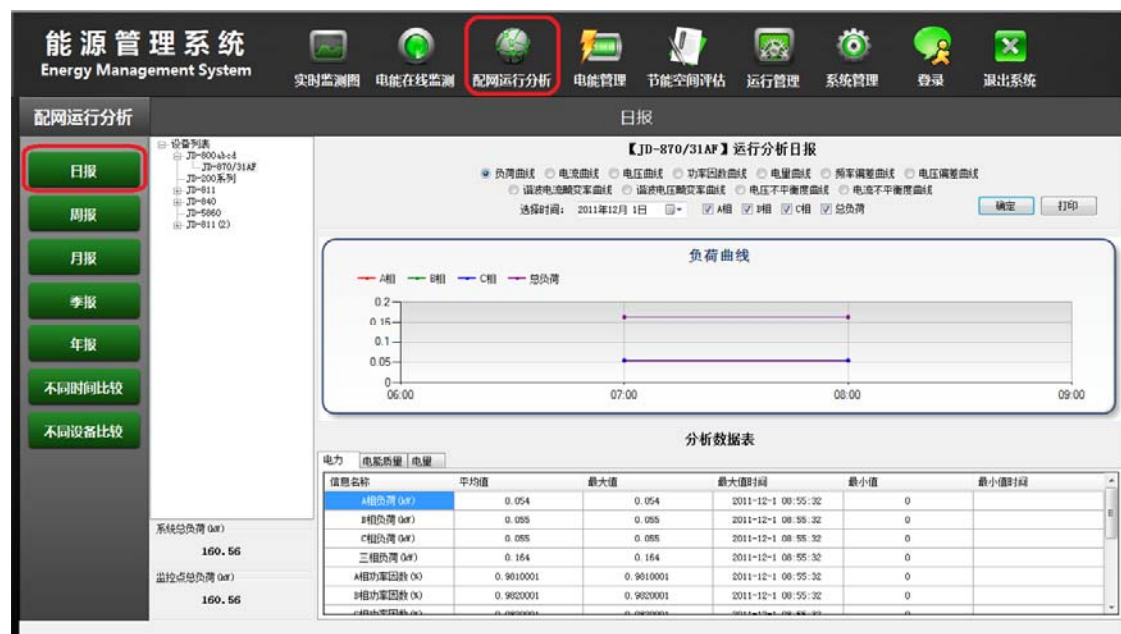 能源管理系统
Energy Management System
实时监测图 电能在线监测 配网运行分析 电能管理 节能空间评估 运行管理 系统管理 登录 退出系统
配网运行分析
日报
日报
周报
月报
季报
年报
不同时间比较
不同设备比较
设备列表
JD-800abcd
JD-870/31AF
JD-200系列
JD-811
JD-840
JD-5860
JD-811(2)
系统总负荷(kW)
160.56
监控点总负荷(kW)
160.56
【JD-870/31AF】运行分析日报
负荷曲线 电流曲线 电压曲线 功率因数曲线 电量曲线 频率偏差曲线 电压偏差曲线
谐波电流畸变率曲线 谐波电压畸变率曲线 电压不平衡度曲线 电流不平衡度曲线
选择时间: 2011年12月 1日 A相 B相 C相 总负荷 确定 打印
负荷曲线
A相 B相 C相 总负荷
0.2
0.15
0.1
0.05
0
06:00 07:00 08:00 09:00
分析数据表
电力 电能质量 电量
信息名称 平均值 最大值 最大值时间 最小值 最小值时间
A相负荷(kW) 0.054 0.054 2011-12-1 08:55:32 0
B相负荷(kW) 0.055 0.055 2011-12-1 08:55:32 0
C相负荷(kW) 0.055 0.055 2011-12-1 08:55:32 0
三相负荷(kW) 0.164 0.164 2011-12-1 08:55:32 0
A相功率因数(%) 0.9810001 0.9810001 2011-12-1 08:55:32 0
B相功率因数(%) 0.9820001 0.9820001 2011-12-1 08:55:32 0